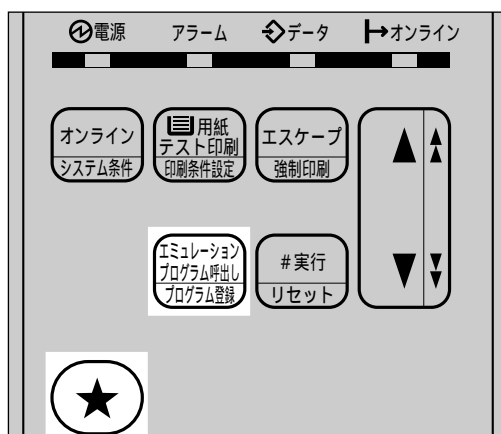 電源 アラーム データ オンライン
オンライン
システム条件
用紙
テスト印刷
印刷条件設定
エスケープ
強制印刷
エミュレーション
プログラム呼出し
プログラム登録
#実行
リセット